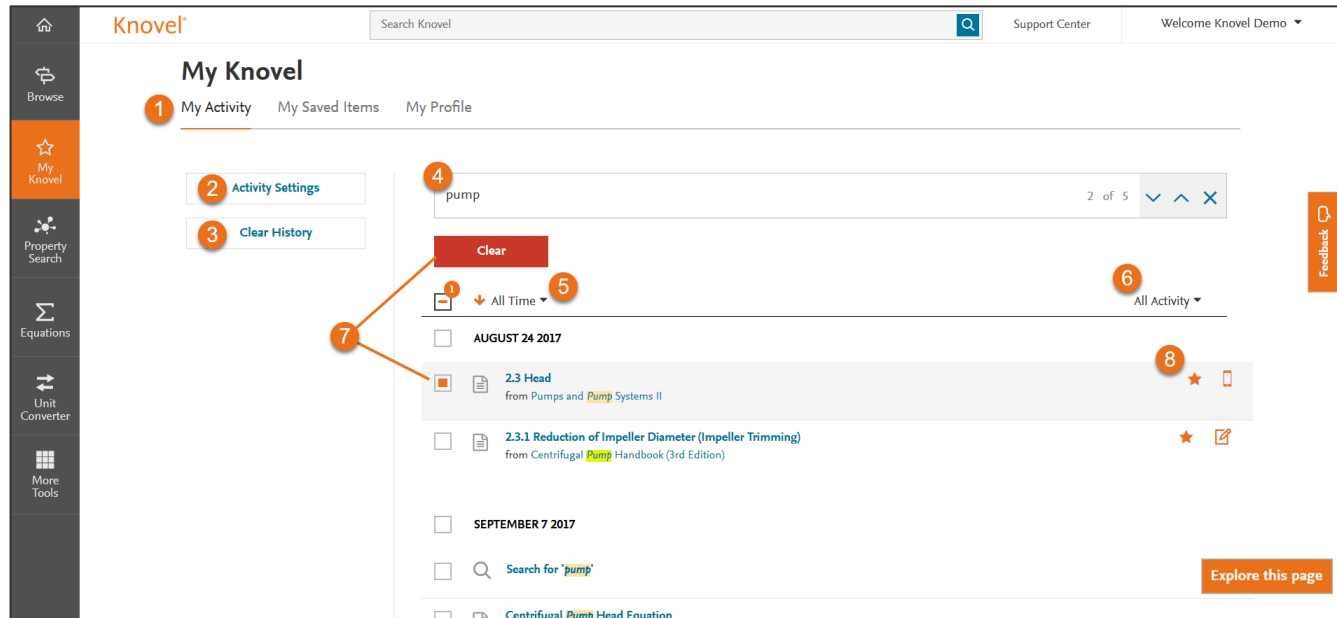 Knovel®
Search Knovel
Support Center
Welcome Knovel Demo
Browse
My
Knovel
Property
Search
Equations
Unit
Converter
More
Tools
My Knovel
1 My Activity My Saved Items My Profile
2 Activity Settings
3 Clear History
4
pump 2 of 5
Clear
1
All Time 5
6
All Activity
7
AUGUST 24 2017
8
2.3 Head
from Pumps and Pump Systems II
2.3.1 Reduction of Impeller Diameter (Impeller Trimming)
from Centrifugal Pump Handbook (3rd Edition)
SEPTEMBER 7 2017
Search for 'pump'
Centrifugal Pump Head Equation
Feedback
Explore this page